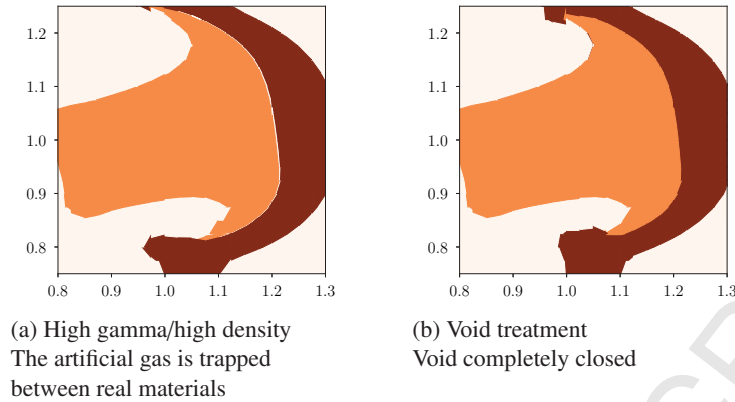 1.2
1.1
1.0
0.9
0.8
0.8 0.9 1.0 1.1 1.2 1.3
(a) High gamma/high density
The artificial gas is trapped
between real materials
1.2
1.1
1.0
0.9
0.8
0.8 0.9 1.0 1.1 1.2 1.3
(b) Void treatment
Void completely closed